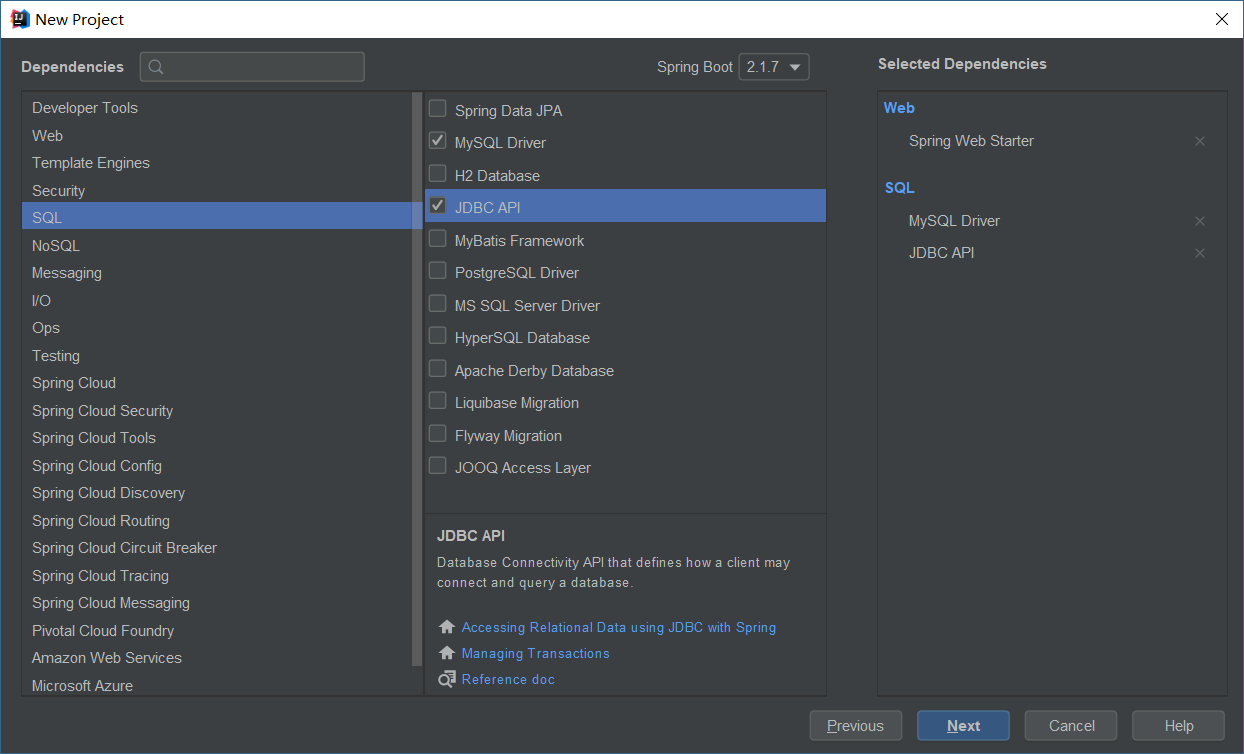 New Project
Dependencies
Spring Boot 2.1.7
Selected Dependencies
Developer Tools
Web
Template Engines
Security
SQL
NoSQL
Messaging
I/O
Ops
Testing
Spring Cloud
Spring Cloud Security
Spring Cloud Tools
Spring Cloud Config
Spring Cloud Discovery
Spring Cloud Routing
Spring Cloud Circuit Breaker
Spring Cloud Tracing
Spring Cloud Messaging
Pivotal Cloud Foundry
Amazon Web Services
Microsoft Azure
Spring Data JPA
MySQL Driver
H2 Database
JDBC API
MyBatis Framework
PostgreSQL Driver
MS SQL Server Driver
HyperSQL Database
Apache Derby Database
Liquibase Migration
Flyway Migration
JOOQ Access Layer
JDBC API
Database Connectivity API that defines how a client may
connect and query a database.
Accessing Relational Data using JDBC with Spring
Managing Transactions
Reference doc
Web
Spring Web Starter
SQL
MySQL Driver
JDBC API
Previous
Next
Cancel
Help